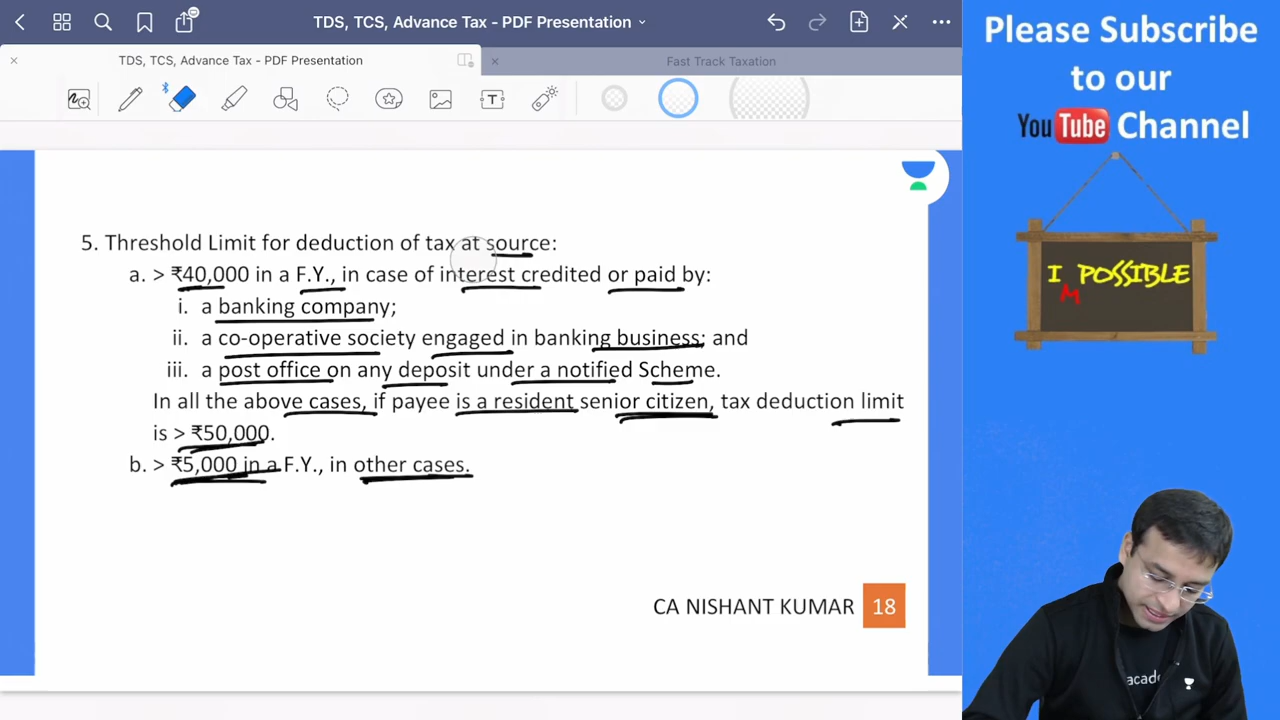 TDS, TCS, Advance Tax - PDF Presentation
TDS, TCS, Advance Tax - PDF Presentation
Fast Track Taxation
T
5. Threshold Limit for deduction of tax at source:
a. > ₹40,000 in a F.Y., in case of interest credited or paid by:
i. a banking company;
ii. a co-operative society engaged in banking business; and
iii. a post office on any deposit under a notified Scheme.
In all the above cases, if payee is a resident senior citizen, tax deduction limit
is > ₹50,000.
b. > ₹5,000 in a F.Y., in other cases.
CA NISHANT KUMAR 18
Please Subscribe
to our
YouTube Channel
I POSSIBLE
M
acade